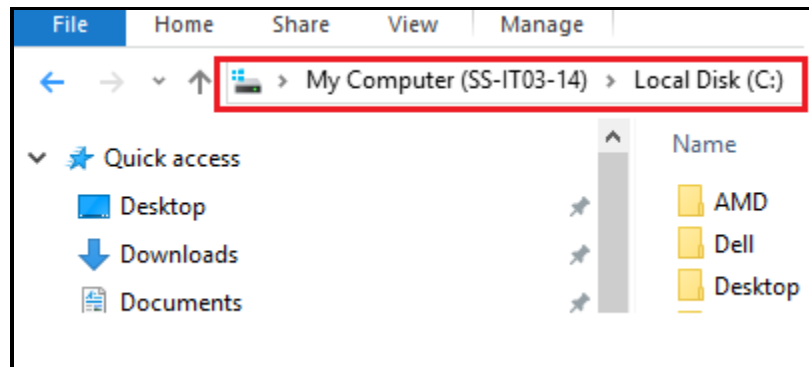 File Home Share View Manage
My Computer (SS-IT03-14) > Local Disk (C:)
Quick access
Desktop
Downloads
Documents
Name
AMD
Dell
Desktop